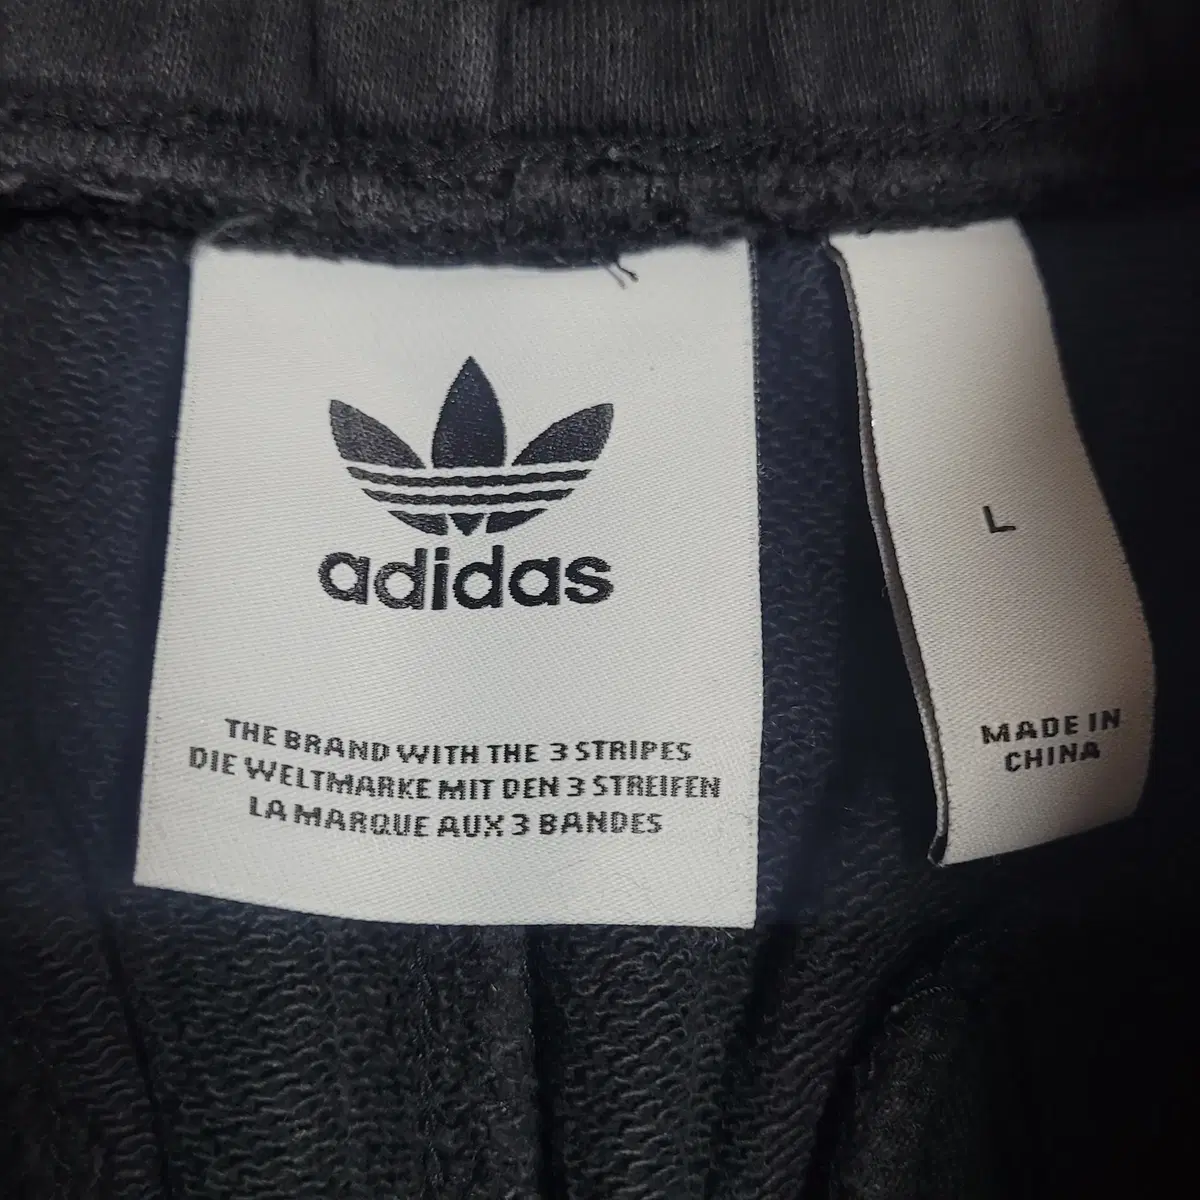 adidas
THE BRAND WITH THE 3 STRIPES
DIE WELTMARKE MIT DEN 3 STREIFEN
LA MARQUE AUX 3 BANDES
L
MADE IN
CHINA